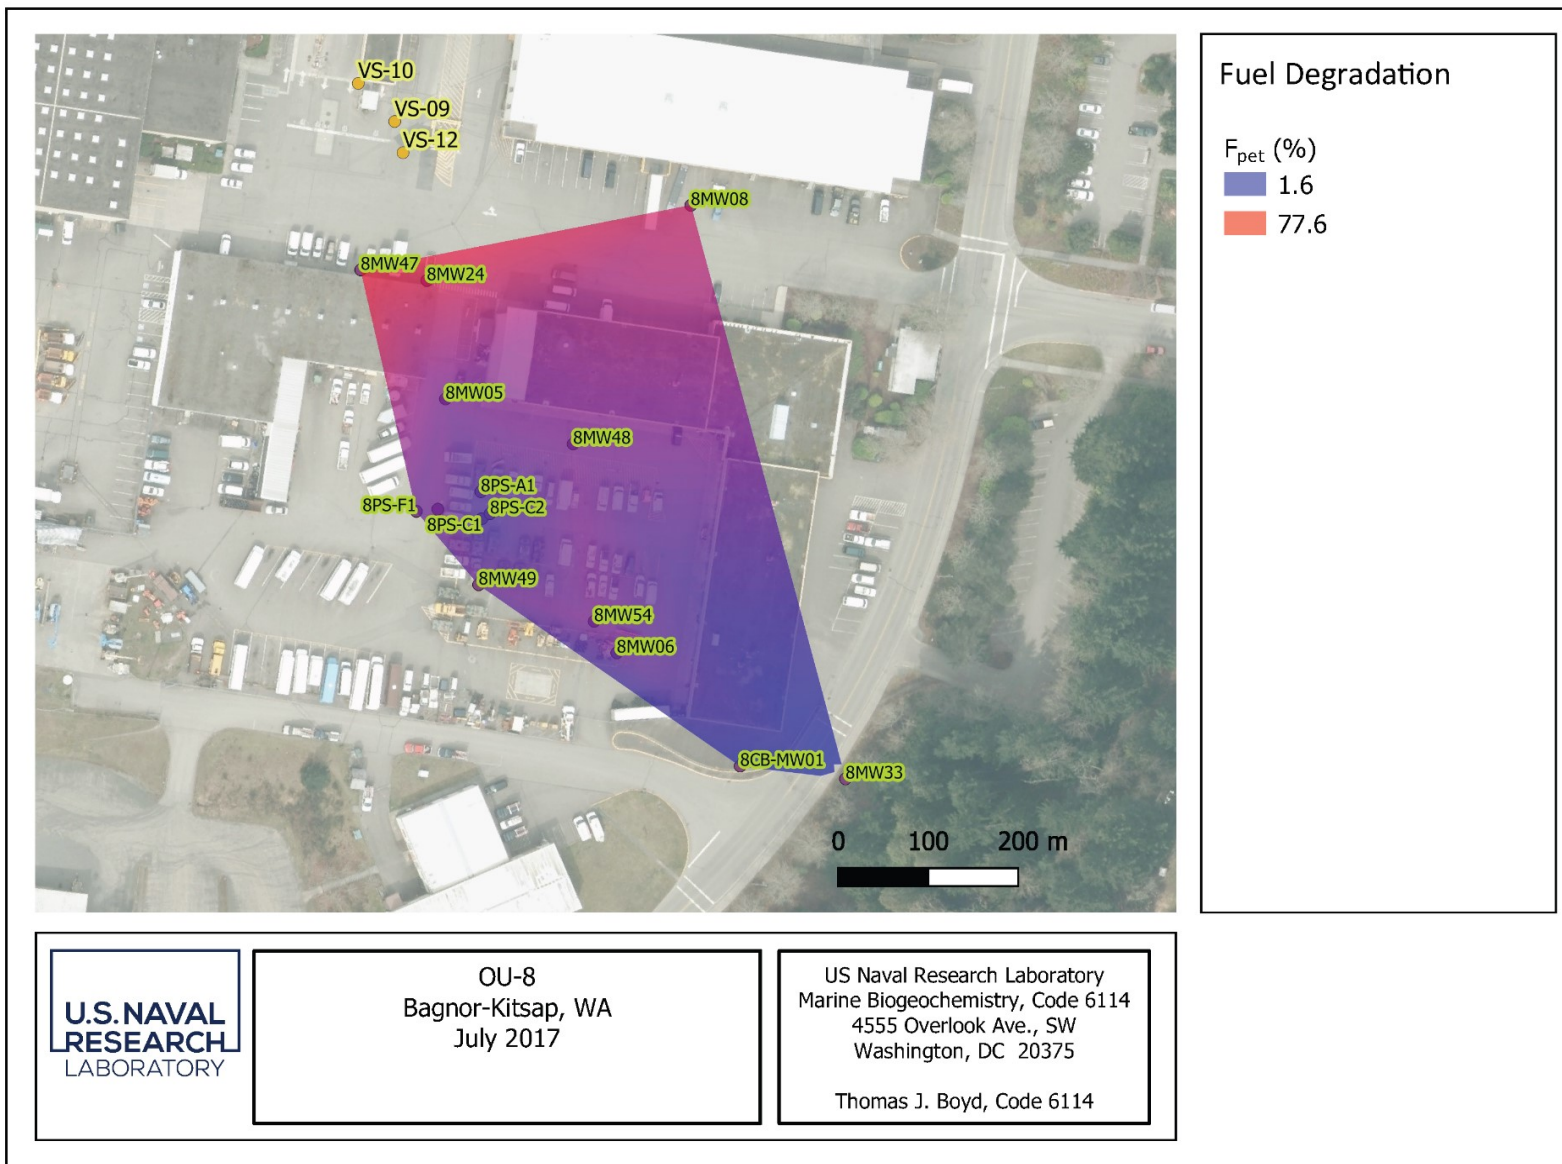 VS-10
VS-09
VS-12
8MW08
8MW47
8MW24
8MW05
8MW48
8PS-A1
8PS-F1
8PS-C2
8PS-C1
8MW49
8MW54
8MW06
8CB-MW01
8MW33
0 100 200 m
Fuel Degradation
Fpet (%)
1.6
77.6
U.S. NAVAL
RESEARCH
LABORATORY
OU-8
Bagnor-Kitsap, WA
July 2017
US Naval Research Laboratory
Marine Biogeochemistry, Code 6114
4555 Overlook Ave., SW
Washington, DC 20375
Thomas J. Boyd, Code 6114